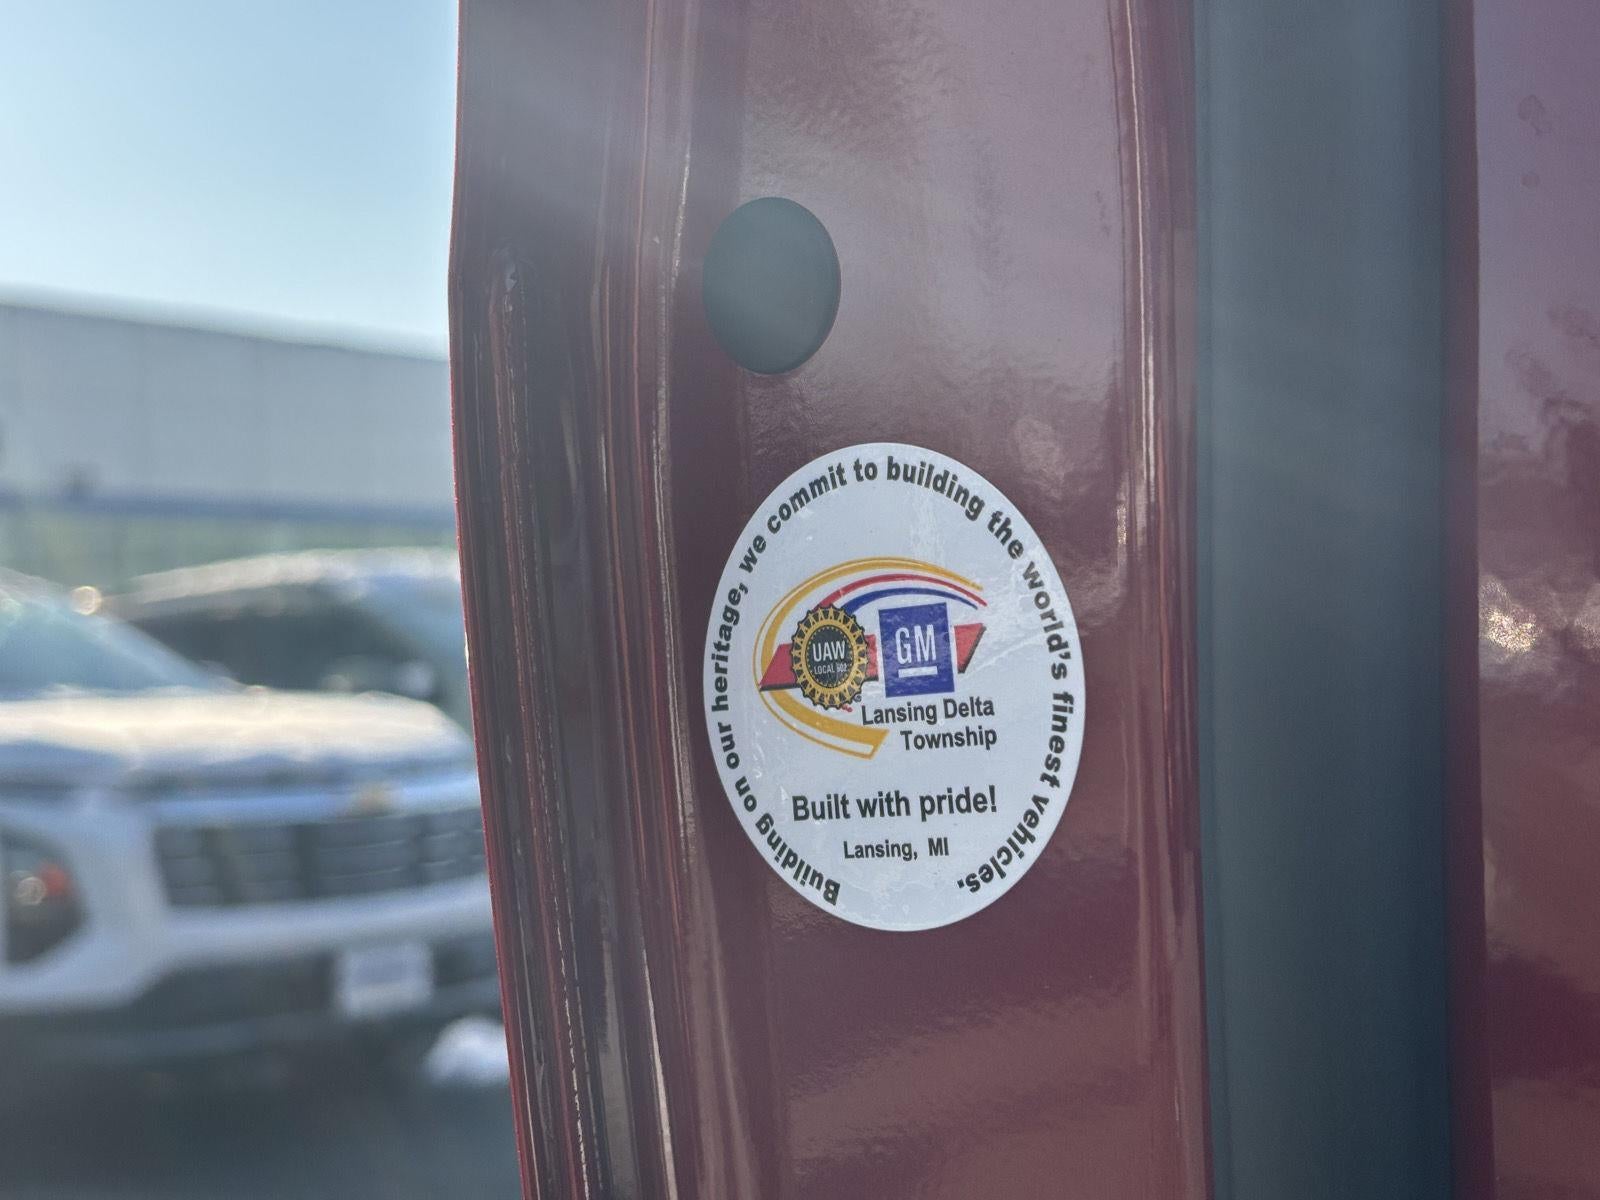 Building on our heritage, we commit to building the world's finest vehicles.
UAW
LOCAL 602
GM
Lansing Delta
Township
Built with pride!
Lansing, MI